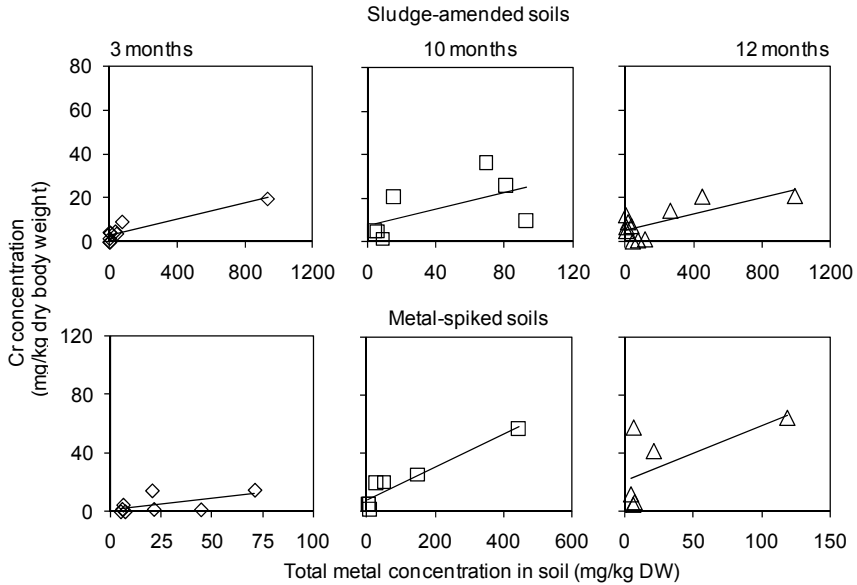 Sludge-amended soils
3 months
10 months
12 months
80
60
40
20
0
0 400 800 1200
0 40 80 120
0 400 800 1200
Cr concentration
(mg/kg dry body weight)
Metal-spiked soils
120
80
40
0
0 25 50 75 100
0 200 400 600
0 50 100 150
Total metal concentration in soil (mg/kg DW)